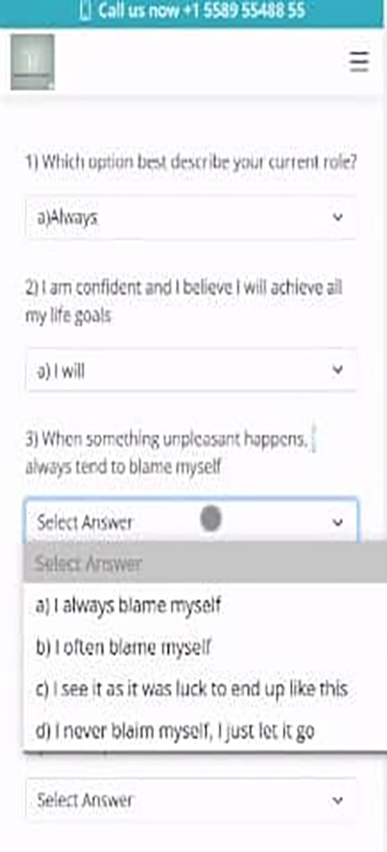 Call us now +1 5589 55488 55
1) Which option best describe your current role?
a)Always
2) I am confident and I believe I will achieve all
my life goals
a) I will
3) When something unpleasant happens, I
always tend to blame myself
Select Answer
Select Answer
a) I always blame myself
b) I often blame myself
c) I see it as it was luck to end up like this
d) I never blaim myself, I just let it go
Select Answer